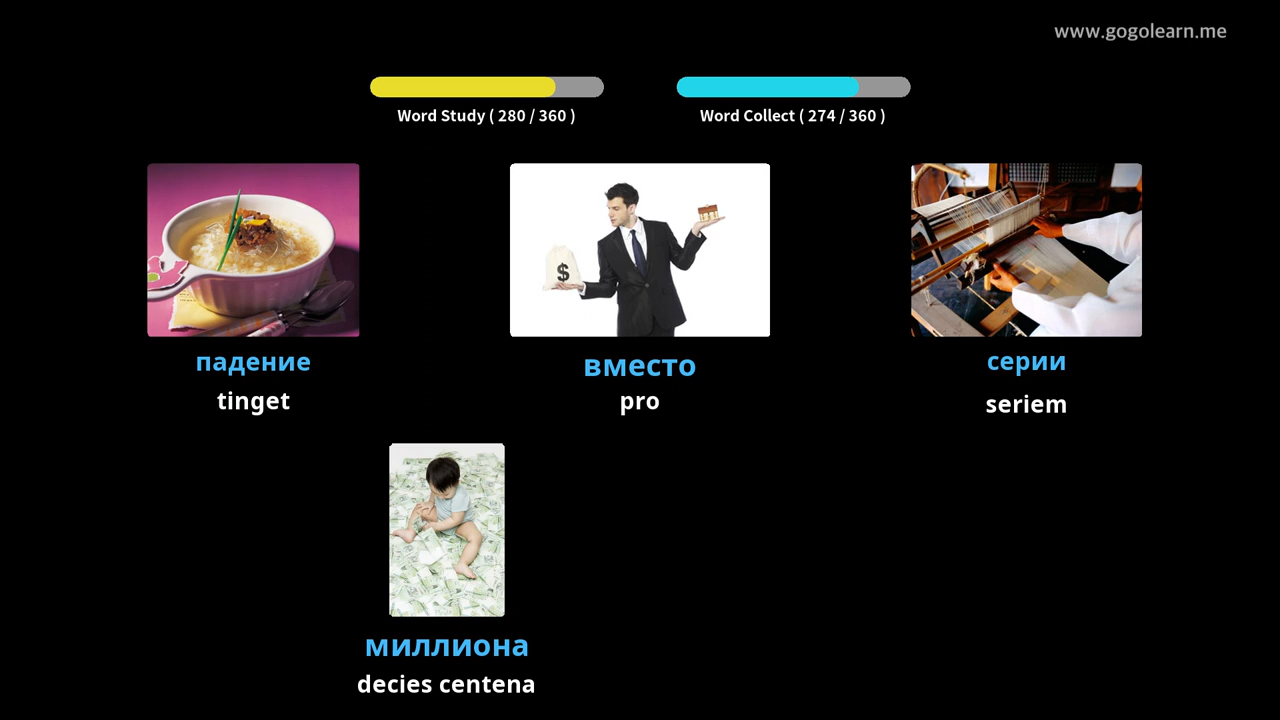 www.gogolearn.me
Word Study ( 280 / 360 )
Word Collect ( 274 / 360 )
падение
tinget
$
вместо
pro
серии
seriem
миллиона
decies centena